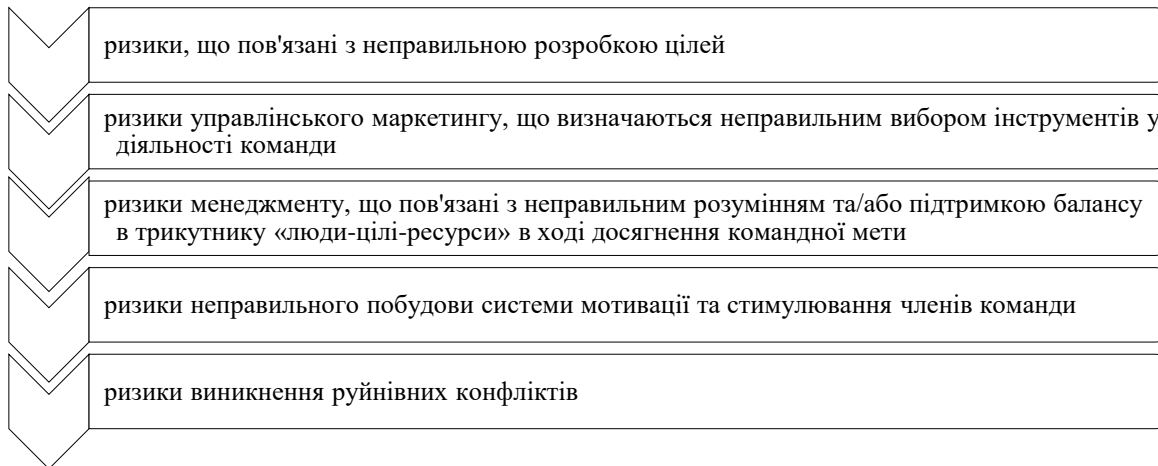 ризики, що пов'язані з неправильною розробкою цілей
ризики управлінського маркетингу, що визначаються неправильним вибором інструментів у
діяльності команди
ризики менеджменту, що пов'язані з неправильним розумінням та/або підтримкою балансу
в трикутнику «люди-цілі-ресурси» в ході досягнення командної мети
ризики неправильного побудови системи мотивації та стимулювання членів команди
ризики виникнення руйнівних конфліктів